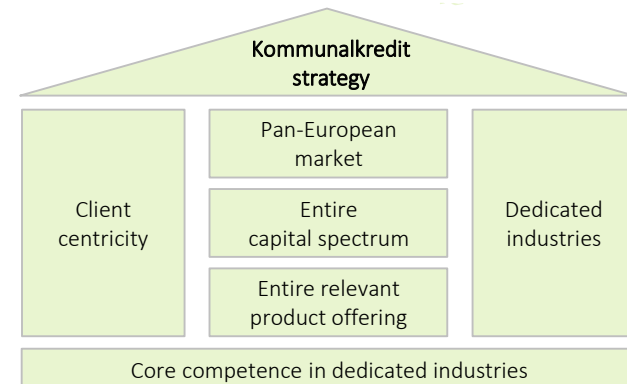 Kommunalkredit
strategy
Client
centricity
Pan-European
market
Entire
capital spectrum
Entire relevant
product offering
Dedicated
industries
Core competence in dedicated industries